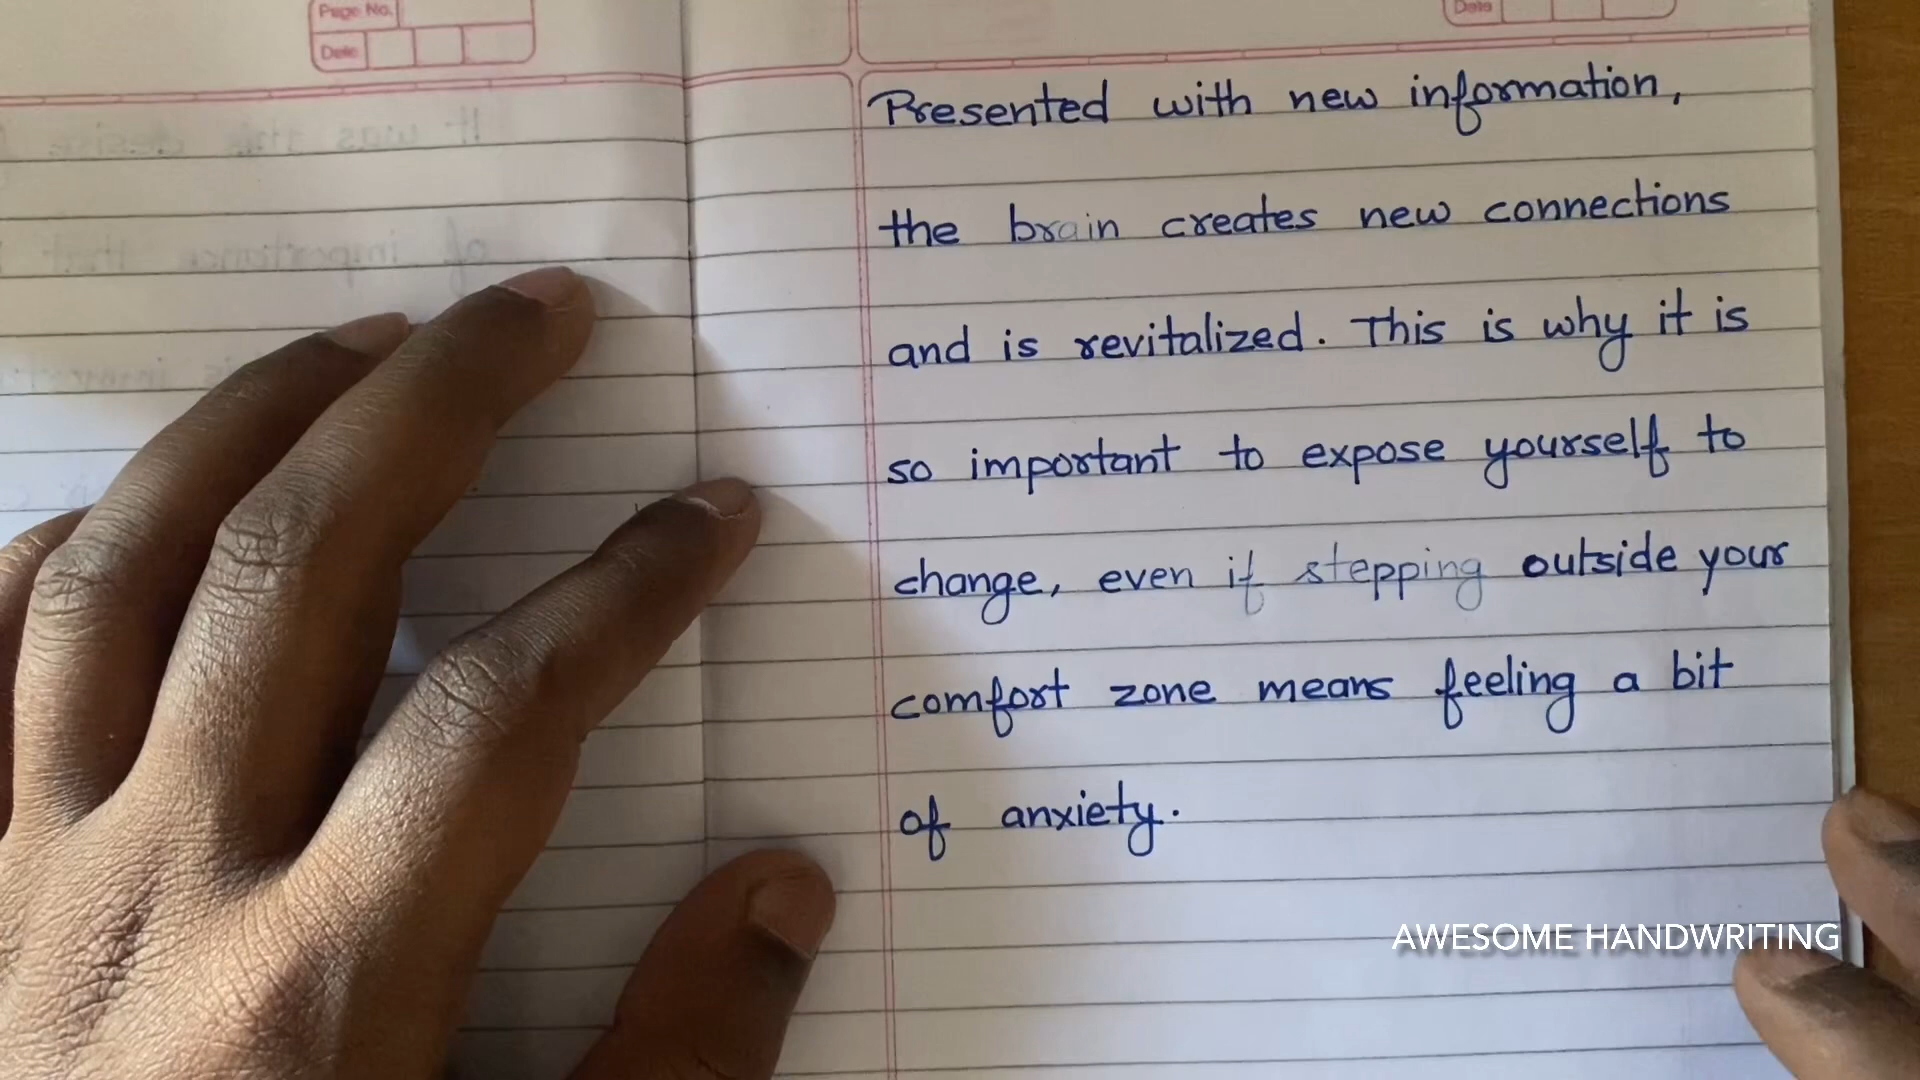 Page No.
Date
Date
Presented with new information,
the brain creates new connections
and is revitalized. This is why it is
so important to expose yourself to
change, even if stepping outside your
comfort zone means feeling a bit
of anxiety.
AWESOME HANDWRITING